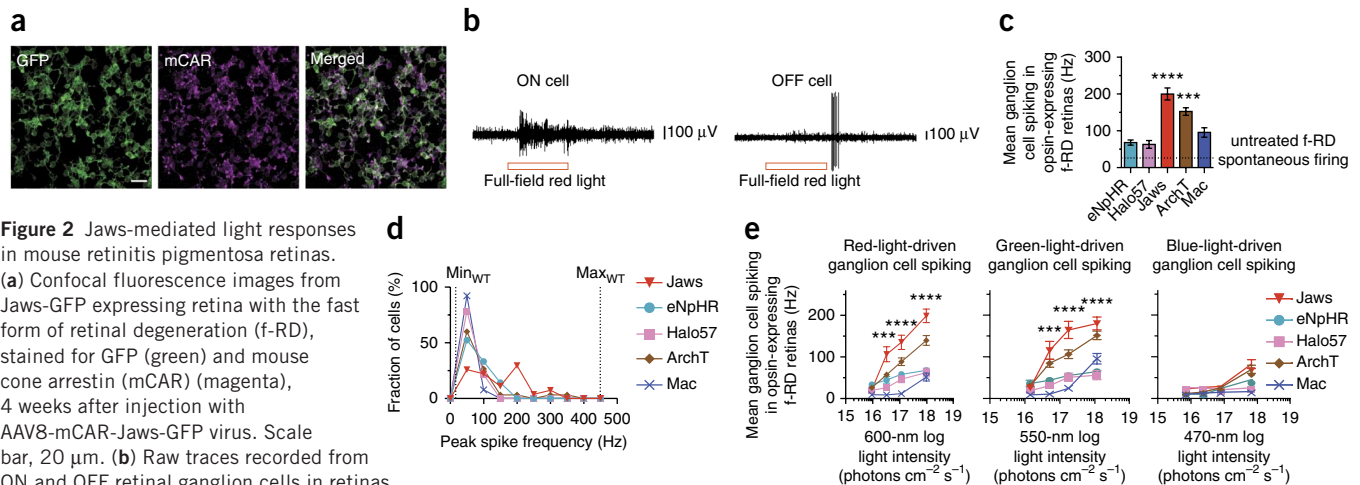 a
GFP
mCAR
Merged
b
ON cell
OFF cell
100 μV
100 μV
Full-field red light
Full-field red light
c
Mean ganglion
cell spiking in
opsin-expressing
f-RD retinas (Hz)
300
200
100
0
****
***
untreated f-RD
spontaneous firing
eNpHR
Halo57
Jaws
ArchT
Mac
Figure 2 Jaws-mediated light responses
in mouse retinitis pigmentosa retinas.
(a) Confocal fluorescence images from
Jaws-GFP expressing retina with the fast
form of retinal degeneration (f-RD),
stained for GFP (green) and mouse
cone arrestin (mCAR) (magenta),
4 weeks after injection with
AAV8-mCAR-Jaws-GFP virus. Scale
bar, 20 μm. (b) Raw traces recorded from
ON and OFF retinal ganglion cells in retinas
d
MinWT
MaxWT
Fraction of cells (%)
100
50
0
0 100 200 300 400 500
Peak spike frequency (Hz)
Jaws
eNpHR
Halo57
ArchT
Mac
e
Mean ganglion cell spiking
in opsin-expressing
f-RD retinas (Hz)
Red-light-driven
ganglion cell spiking
Green-light-driven
ganglion cell spiking
Blue-light-driven
ganglion cell spiking
200
100
0
*** **** ****
*** **** ****
Jaws
eNpHR
Halo57
ArchT
Mac
15 16 17 18 19
15 16 17 18 19
15 16 17 18 19
600-nm log
light intensity
(photons cm⁻² s⁻¹)
550-nm log
light intensity
(photons cm⁻² s⁻¹)
470-nm log
light intensity
(photons cm⁻² s⁻¹)